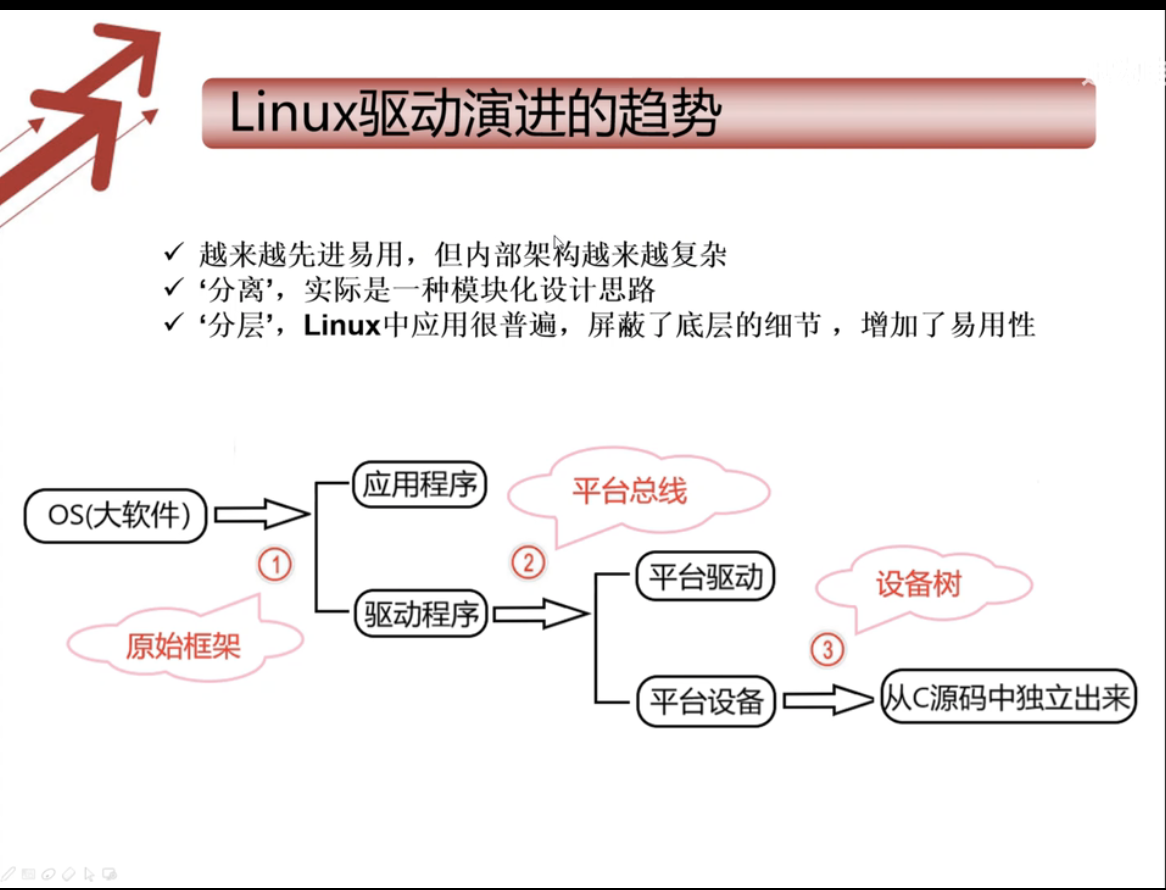 Linux驱动演进的趋势
越来越先进易用，但内部架构越来越复杂
‘分离’，实际是一种模块化设计思路
‘分层’，Linux中应用很普遍，屏蔽了底层的细节，增加了易用性
应用程序
平台总线
OS(大软件)
①
②
平台驱动
设备树
驱动程序
原始框架
③
平台设备
从C源码中独立出来